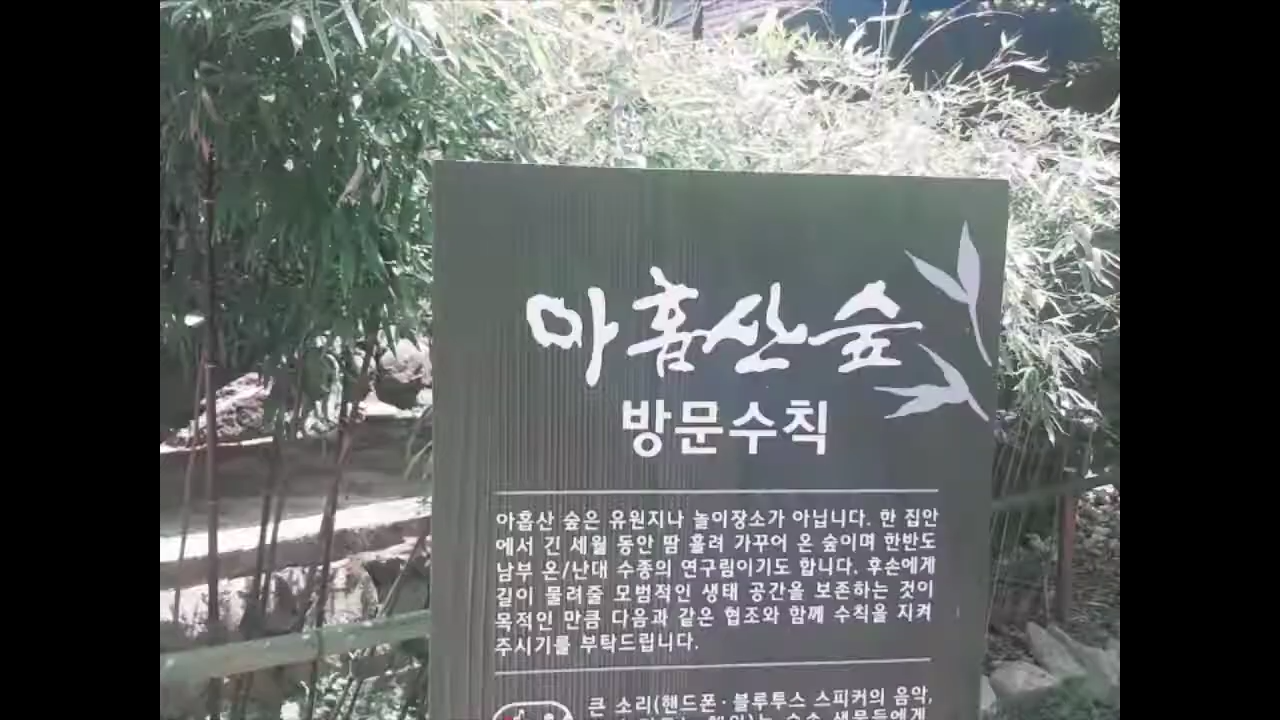 아홉산숲
방문수칙
아홉산 숲은 유원지나 놀이장소가 아닙니다. 한 집안
에서 긴 세월 동안 땀 흘려 가꾸어 온 숲이며 한반도
남부 온/난대 수종의 연구림이기도 합니다. 후손에게
길이 물려줄 모범적인 생태 공간을 보존하는 것이
목적인 만큼 다음과 같은 협조와 함께 수칙을 지켜
주시기를 부탁드립니다.
큰 소리(핸드폰·블루투스 스피커의 음악,
숲속 생물들에게